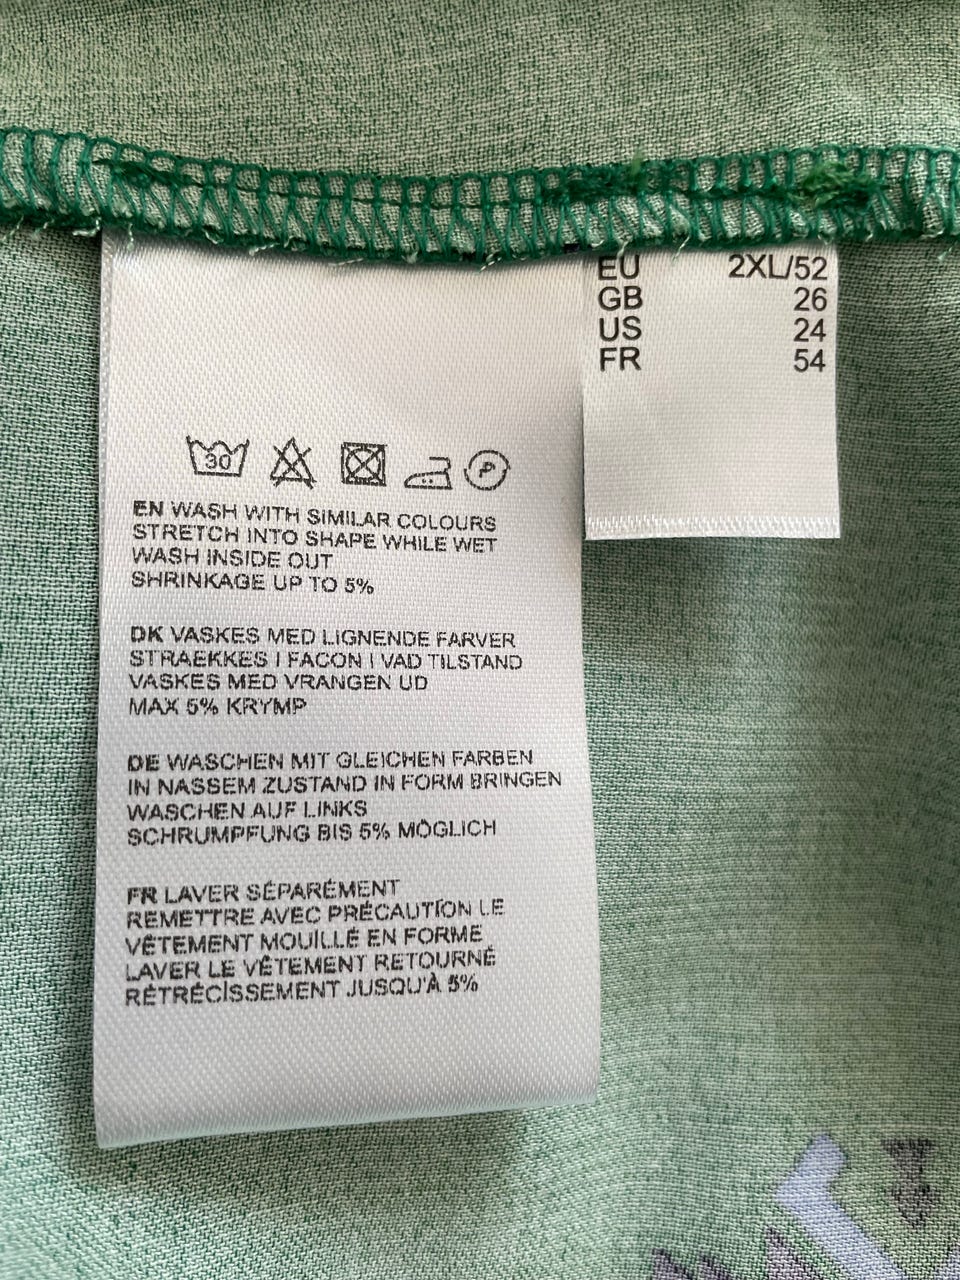 EU 2XL/52
GB 26
US 24
FR 54
30 P
EN WASH WITH SIMILAR COLOURS
STRETCH INTO SHAPE WHILE WET
WASH INSIDE OUT
SHRINKAGE UP TO 5%
DK VASKES MED LIGNENDE FARVER
STRAEKKES I FACON I VAD TILSTAND
VASKES MED VRANGEN UD
MAX 5% KRYMP
DE WASCHEN MIT GLEICHEN FARBEN
IN NASSEM ZUSTAND IN FORM BRINGEN
WASCHEN AUF LINKS
SCHRUMPFUNG BIS 5% MÖGLICH
FR LAVER SÉPARÉMENT
REMETTRE AVEC PRÉCAUTION LE
VÊTEMENT MOUILLÉ EN FORME
LAVER LE VÊTEMENT RETOURNÉ
RÉTRÉCISSEMENT JUSQU'À 5%